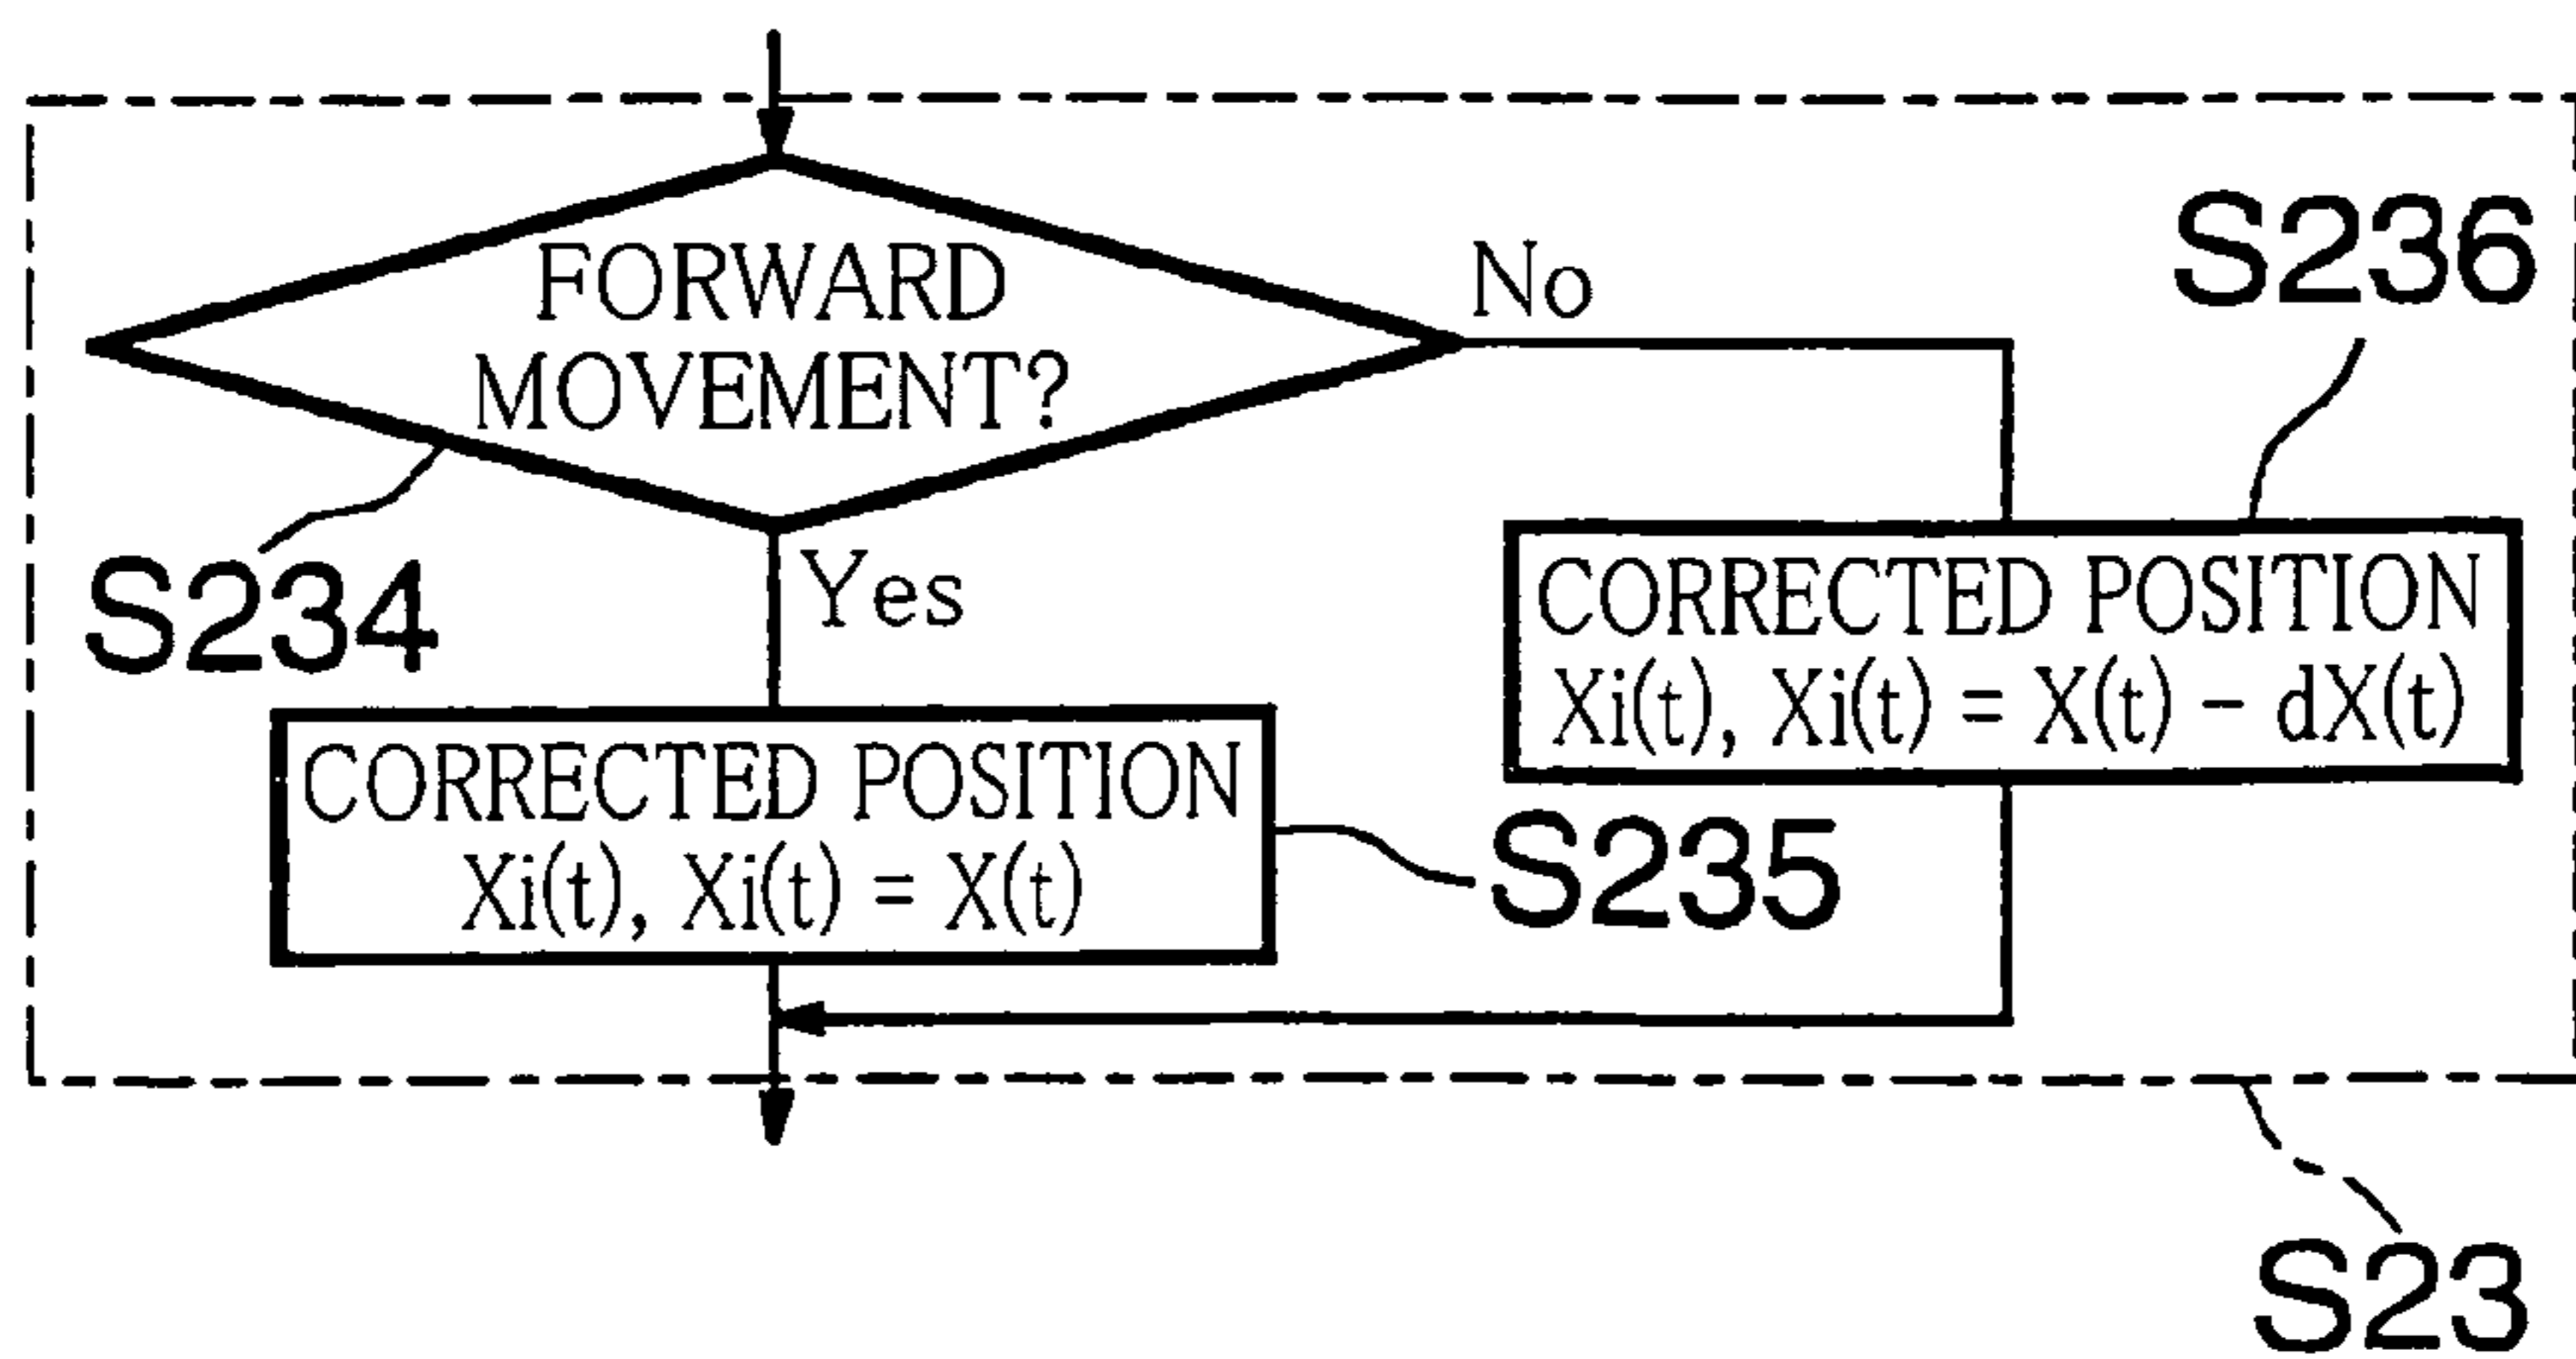 FORWARD
MOVEMENT?
No
S236
S234
Yes
CORRECTED POSITION
Xi(t), Xi(t) = X(t) - dX(t)
CORRECTED POSITION
Xi(t), Xi(t) = X(t)
S235
S23